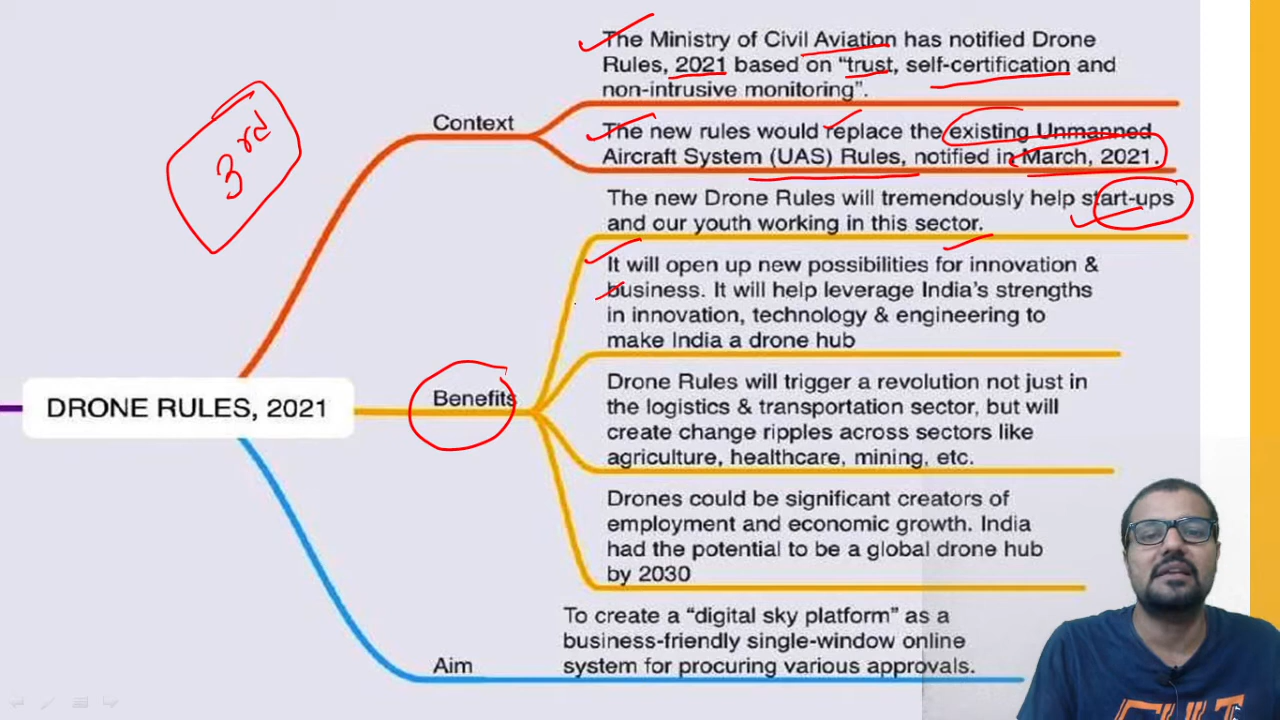 The Ministry of Civil Aviation has notified Drone
Rules, 2021 based on “trust, self-certification and
non-intrusive monitoring”.
Context
The new rules would replace the existing Unmanned
Aircraft System (UAS) Rules, notified in March, 2021.
3rd
The new Drone Rules will tremendously help start-ups
and our youth working in this sector.
It will open up new possibilities for innovation &
business. It will help leverage India’s strengths
in innovation, technology & engineering to
make India a drone hub
DRONE RULES, 2021
Benefits
Drone Rules will trigger a revolution not just in
the logistics & transportation sector, but will
create change ripples across sectors like
agriculture, healthcare, mining, etc.
Drones could be significant creators of
employment and economic growth. India
had the potential to be a global drone hub
by 2030
Aim
To create a “digital sky platform” as a
business-friendly single-window online
system for procuring various approvals.